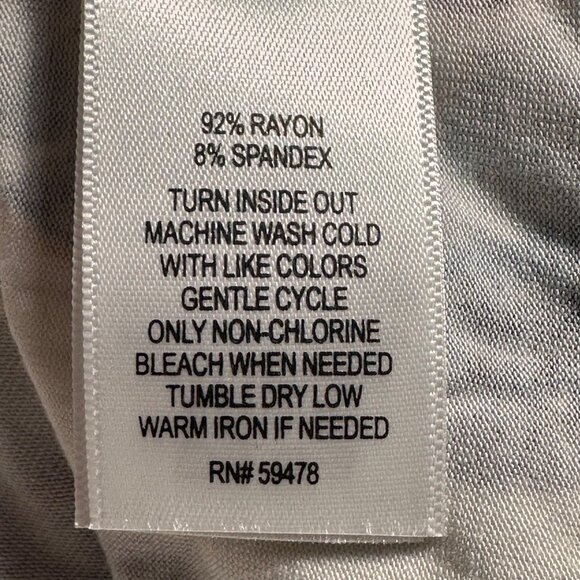 92% RAYON
8% SPANDEX
TURN INSIDE OUT
MACHINE WASH COLD
WITH LIKE COLORS
GENTLE CYCLE
ONLY NON-CHLORINE
BLEACH WHEN NEEDED
TUMBLE DRY LOW
WARM IRON IF NEEDED
RN# 59478